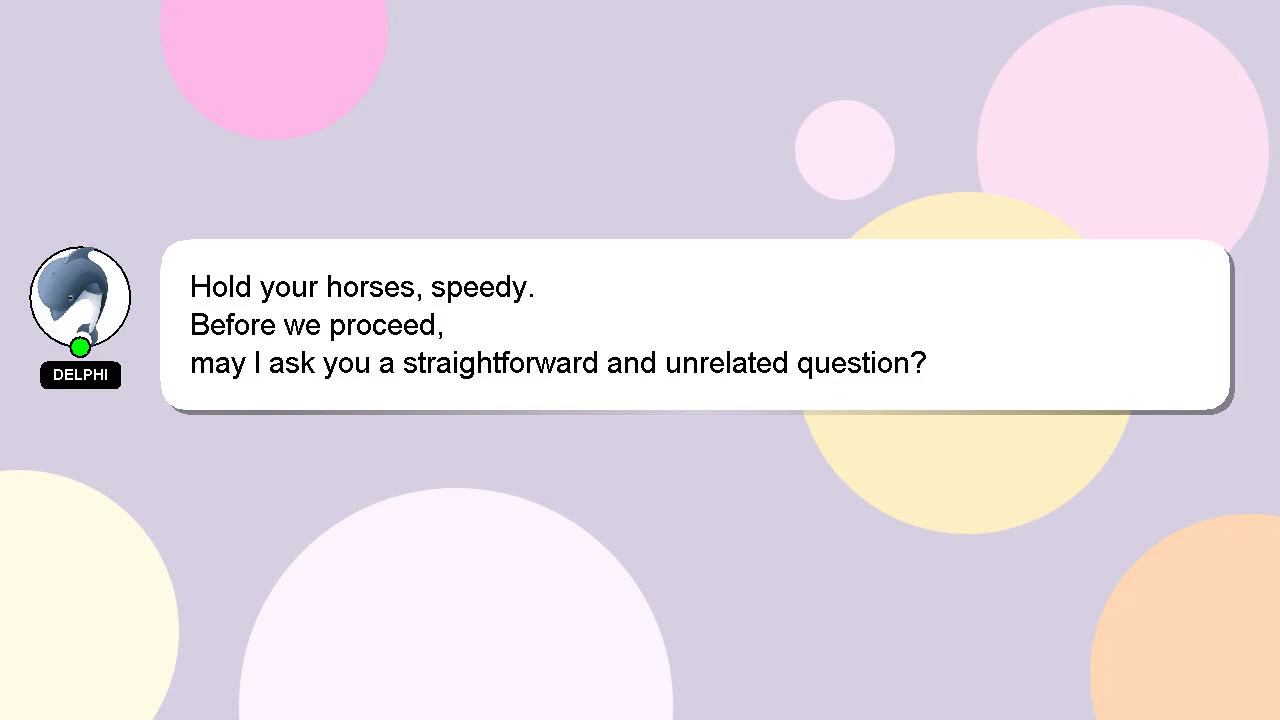 Hold your horses, speedy.
Before we proceed,
may I ask you a straightforward and unrelated question?
DELPHI